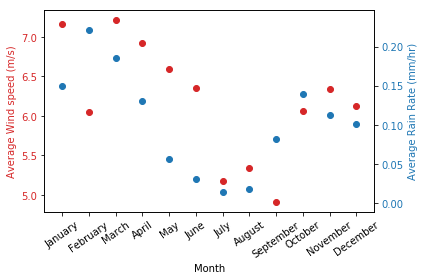 Average Wind speed (m/s)
7.0
6.5
6.0
5.5
5.0
0.20
0.15
0.10
0.05
0.00
Average Rain Rate (mm/hr)
January
February
March
April
May
June
July
August
September
October
November
December
Month